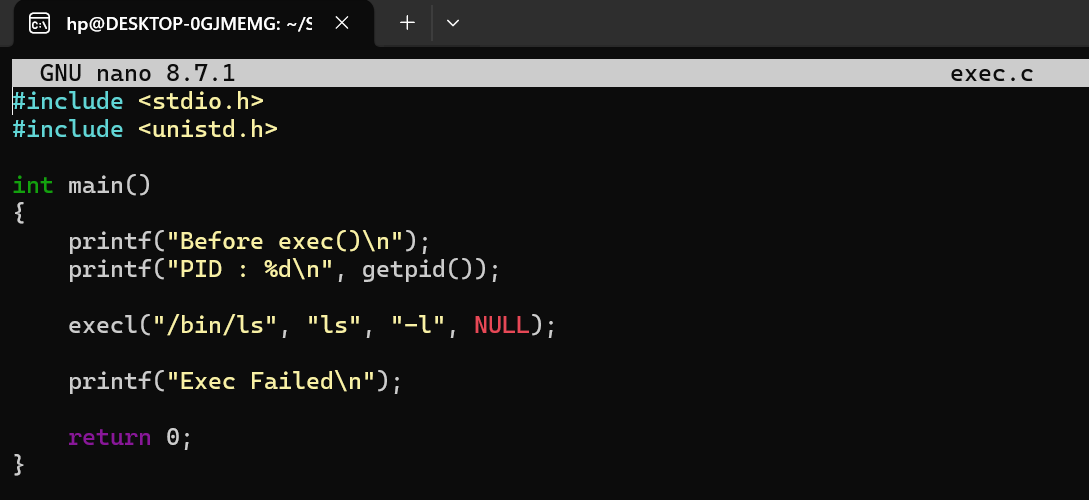 hp@DESKTOP-0GJMEMG: ~/S
GNU nano 8.7.1 exec.c
#include <stdio.h>
#include <unistd.h>
int main()
{
    printf("Before exec()\n");
    printf("PID : %d\n", getpid());
    execl("/bin/ls", "ls", "-l", NULL);
    printf("Exec Failed\n");
    return 0;
}